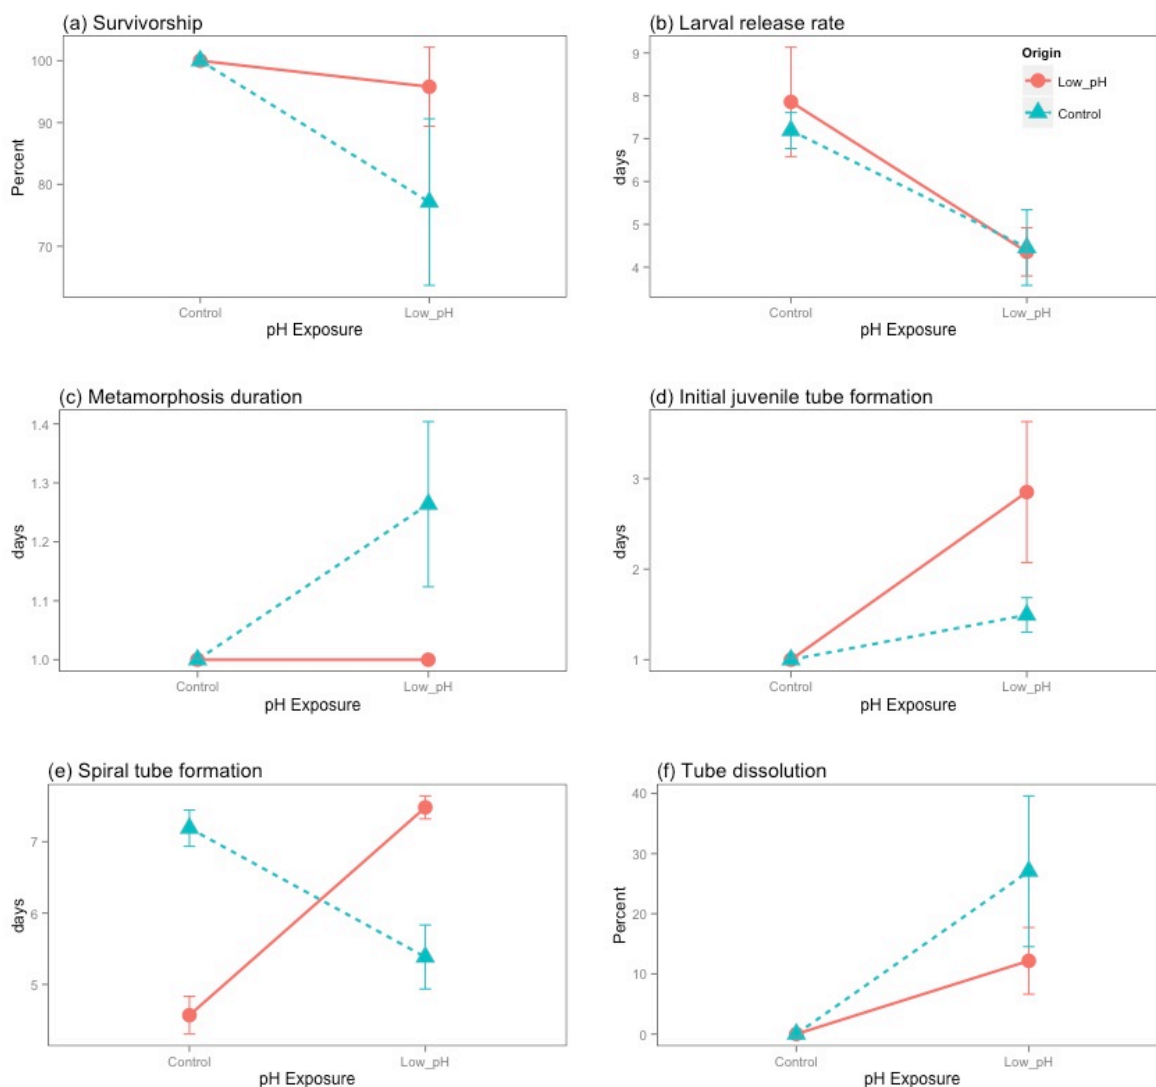 (a) Survivorship
100
90
80
70
Percent
Control
Low_pH
pH Exposure
(b) Larval release rate
9
8
7
6
5
4
days
Origin
Low_pH
Control
Control
Low_pH
pH Exposure
(c) Metamorphosis duration
1.4
1.3
1.2
1.1
1.0
days
Control
Low_pH
pH Exposure
(d) Initial juvenile tube formation
3
2
1
days
Control
Low_pH
pH Exposure
(e) Spiral tube formation
7
6
5
days
Control
Low_pH
pH Exposure
(f) Tube dissolution
40
30
20
10
0
Percent
Control
Low_pH
pH Exposure